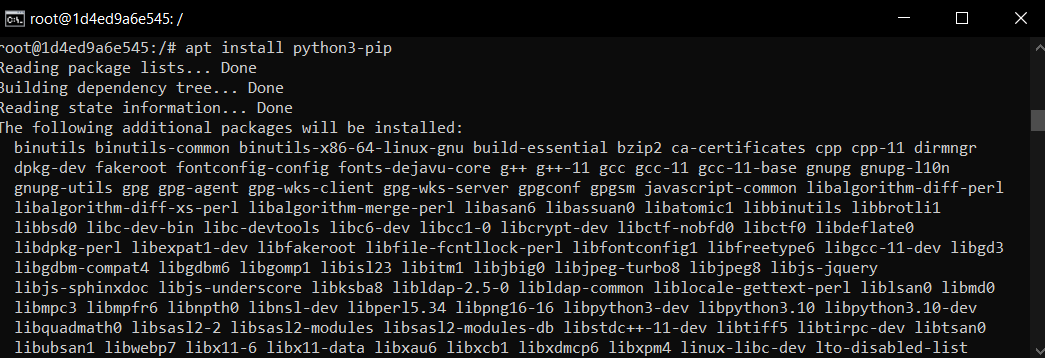 root@1d4ed9a6e545: /
root@1d4ed9a6e545:/# apt install python3-pip
Reading package lists... Done
Building dependency tree... Done
Reading state information... Done
The following additional packages will be installed:
binutils binutils-common binutils-x86-64-linux-gnu build-essential bzip2 ca-certificates cpp cpp-11 dirmngr
dpkg-dev fakeroot fontconfig-config fonts-dejavu-core g++ g++-11 gcc gcc-11 gcc-11-base gnupg gnupg-l10n
gnupg-utils gpg gpg-agent gpg-wks-client gpg-wks-server gpgconf gpgsm javascript-common libalgorithm-diff-perl
libalgorithm-diff-xs-perl libalgorithm-merge-perl libasan6 libassuan0 libatomic1 libbinutils libbrotli1
libbsd0 libc-dev-bin libc-devtools libc6-dev libcc1-0 libcrypt-dev libctf-nobfd0 libctf0 libdeflate0
libdpkg-perl libexpat1-dev libfakeroot libfile-fcntllock-perl libfontconfig1 libfreetype6 libgcc-11-dev libgd3
libgdbm-compat4 libgdbm6 libgomp1 libisl23 libitm1 libjbig0 libjpeg-turbo8 libjpeg8 libjs-jquery
libjs-sphinxdoc libjs-underscore libksba8 libldap-2.5-0 libldap-common liblocale-gettext-perl liblsan0 libmd0
libmpc3 libmpfr6 libnpth0 libnsl-dev libperl5.34 libpng16-16 libpython3-dev libpython3.10 libpython3.10-dev
libquadmath0 libsasl2-2 libsasl2-modules libsasl2-modules-db libstdc++-11-dev libtiff5 libtirpc-dev libtsan0
libubsan1 libwebp7 libx11-6 libx11-data libxau6 libxcb1 libxdmcp6 libxpm4 linux-libc-dev lto-disabled-list